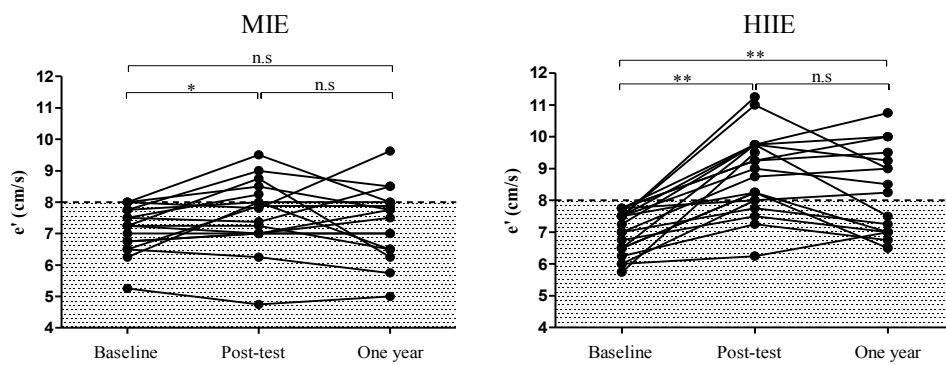 MIE
n.s
*
n.s
12
11
10
9
8
7
6
5
4
e' (cm/s)
Baseline
Post-test
One year
HIIE
**
**
n.s
12
11
10
9
8
7
6
5
4
e' (cm/s)
Baseline
Post-test
One year